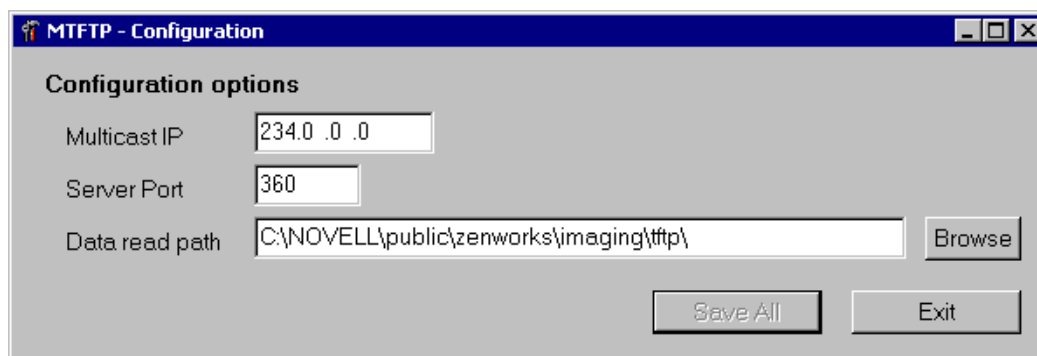 MTFTP - Configuration
Configuration options
Multicast IP 234.0 .0 .0
Server Port 360
Data read path C:\NOVELL\public\zenworks\imaging\tftp\ Browse
Save All Exit